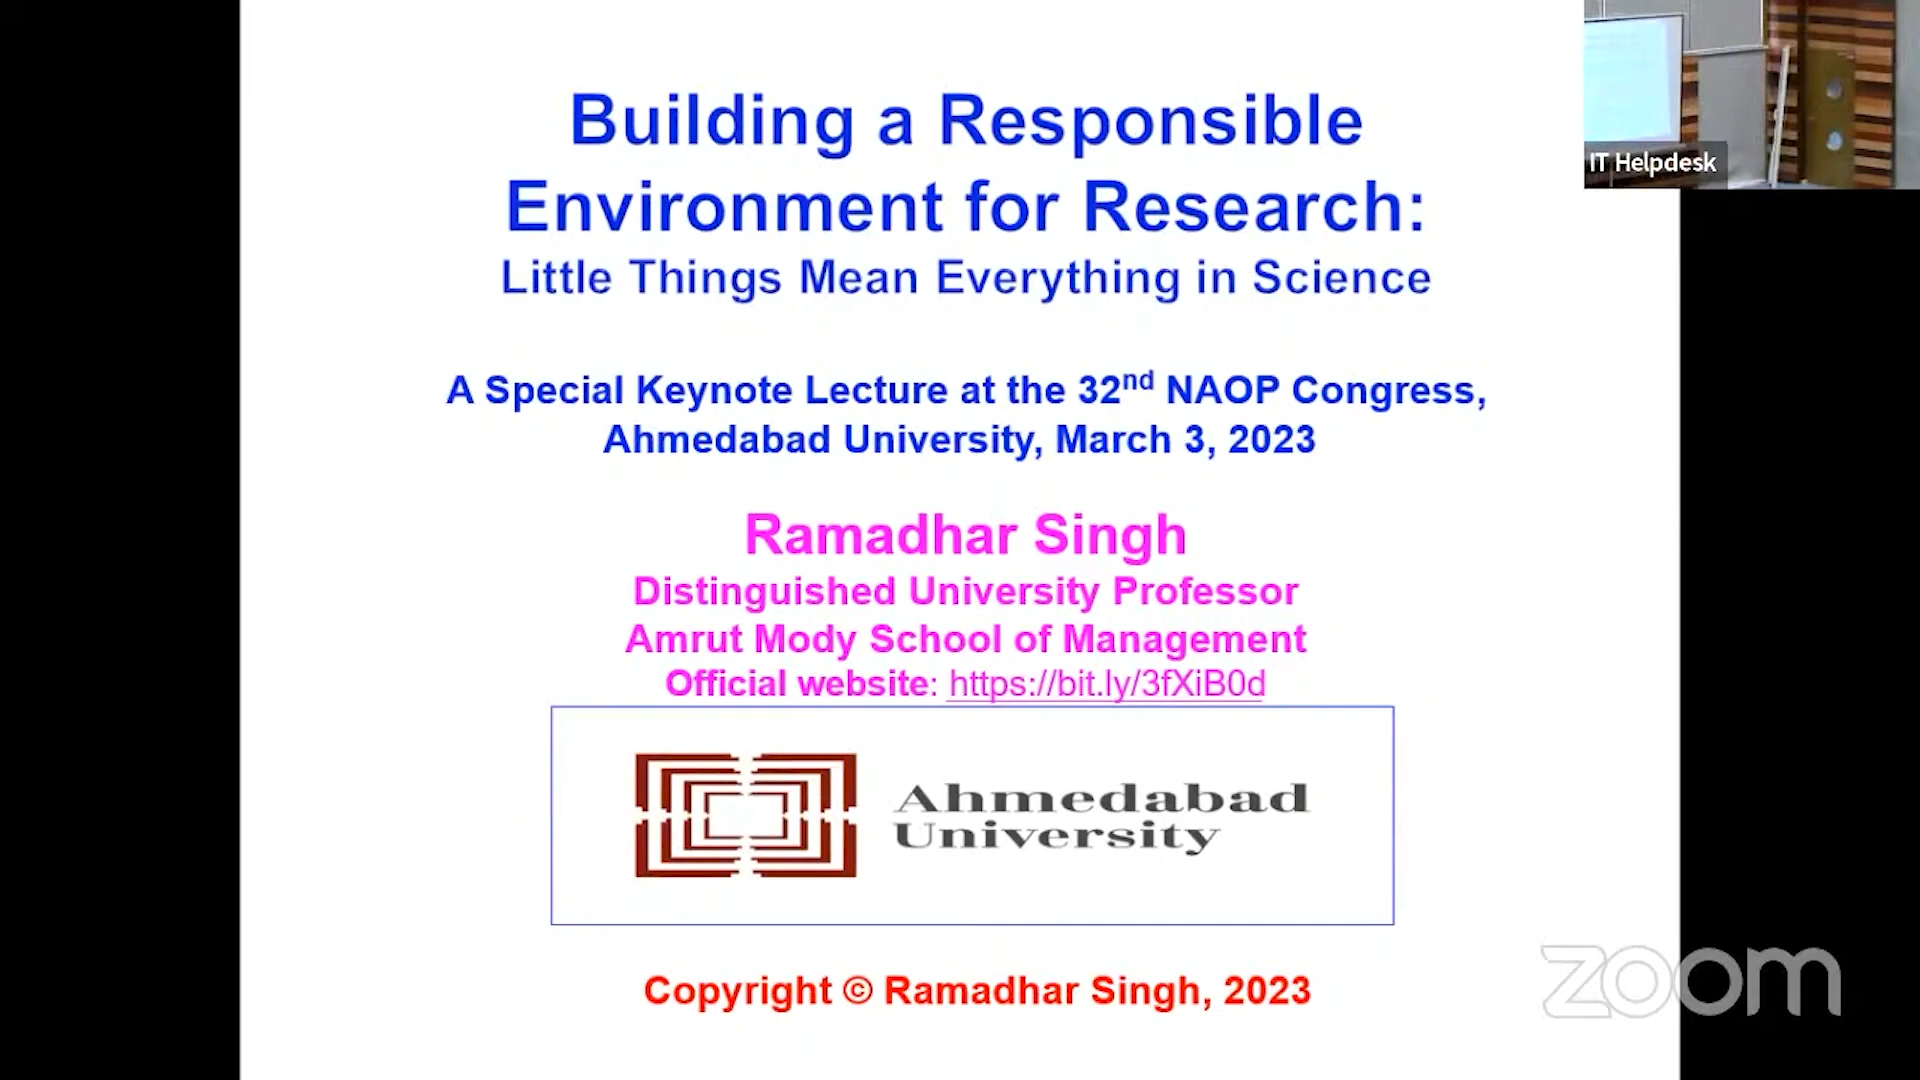 Building a Responsible
Environment for Research:
Little Things Mean Everything in Science
A Special Keynote Lecture at the 32nd NAOP Congress,
Ahmedabad University, March 3, 2023
Ramadhar Singh
Distinguished University Professor
Amrut Mody School of Management
Official website: https://bit.ly/3fXiB0d
Ahmedabad
University
Copyright © Ramadhar Singh, 2023
IT Helpdesk
zoom